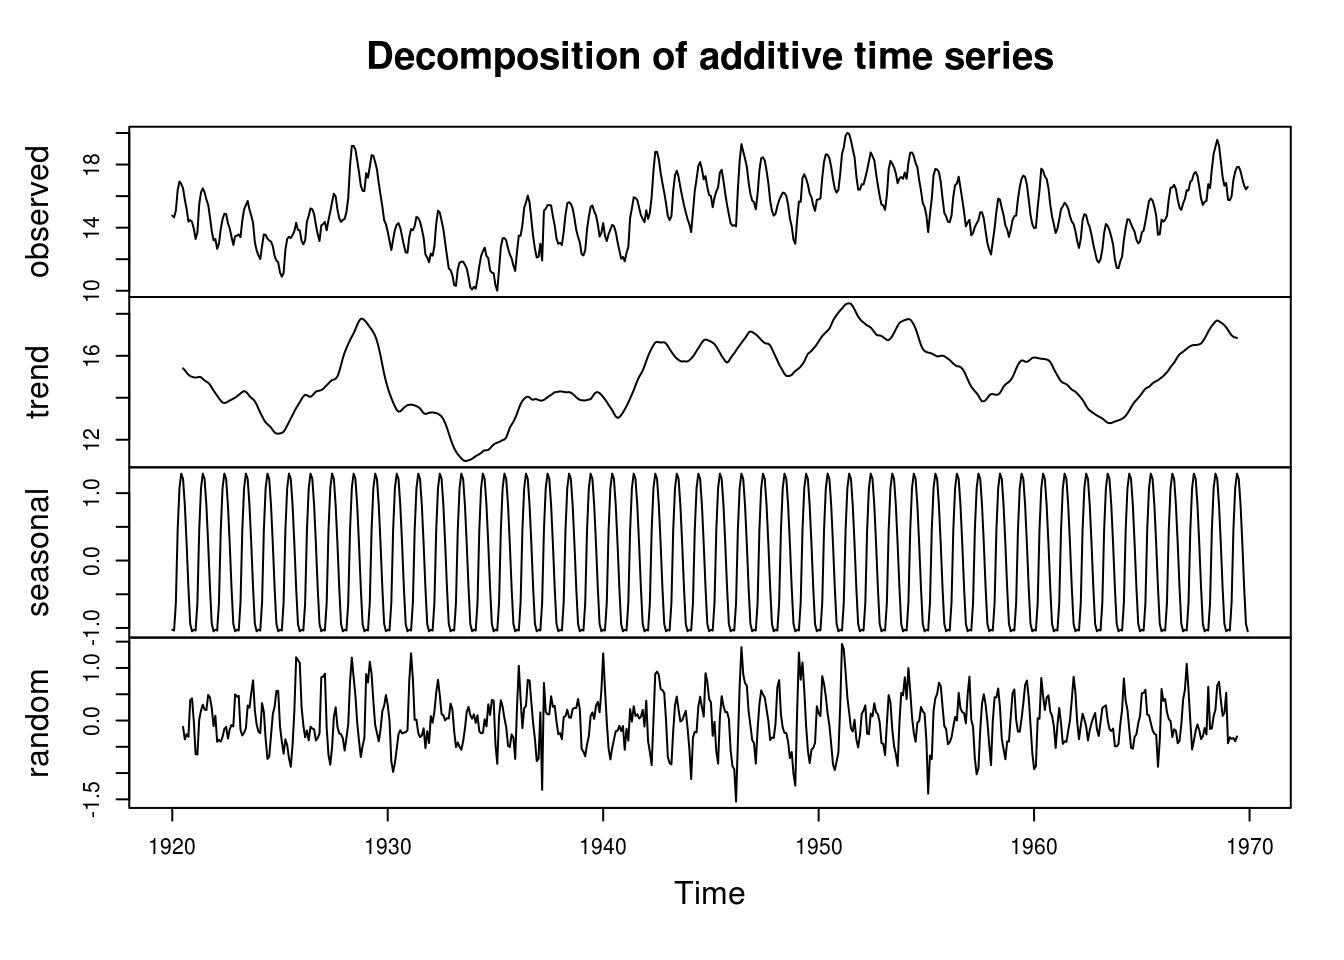 Decomposition of additive time series
observed
10 14 18
trend
12 16
seasonal
-1.0 0.0 1.0
random
-1.5 0.0 1.0
1920 1930 1940 1950 1960 1970
Time